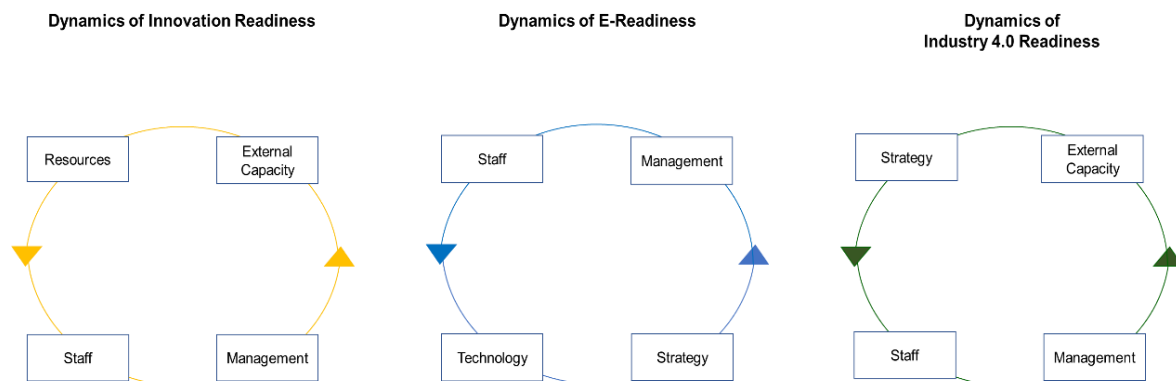 Dynamics of Innovation Readiness
Resources
External
Capacity
Staff
Management
Dynamics of E-Readiness
Staff
Management
Technology
Strategy
Dynamics of
Industry 4.0 Readiness
Strategy
External
Capacity
Staff
Management